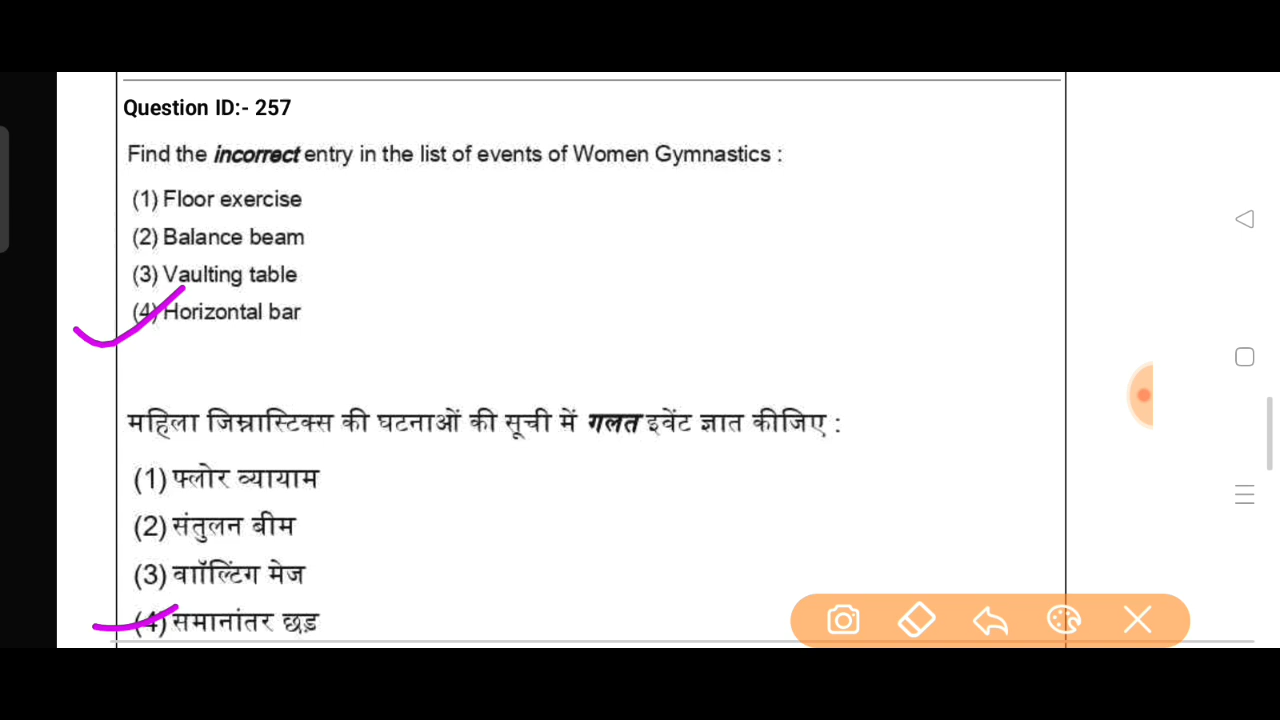 Question ID:- 257
Find the incorrect entry in the list of events of Women Gymnastics :
(1) Floor exercise
(2) Balance beam
(3) Vaulting table
(4) Horizontal bar
महिला जिम्नास्टिक्स की घटनाओं की सूची में गलत इवेंट ज्ञात कीजिए :
(1) फ्लोर व्यायाम
(2) संतुलन बीम
(3) वाॅल्टिंग मेज
(4) समानांतर छड़